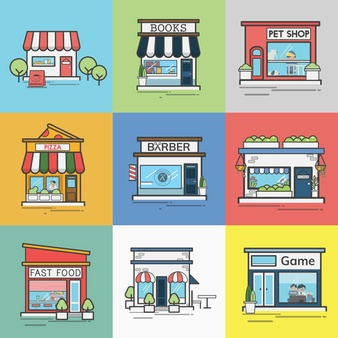 BOOKS
PET SHOP
PIZZA
BARBER
FAST FOOD
Game